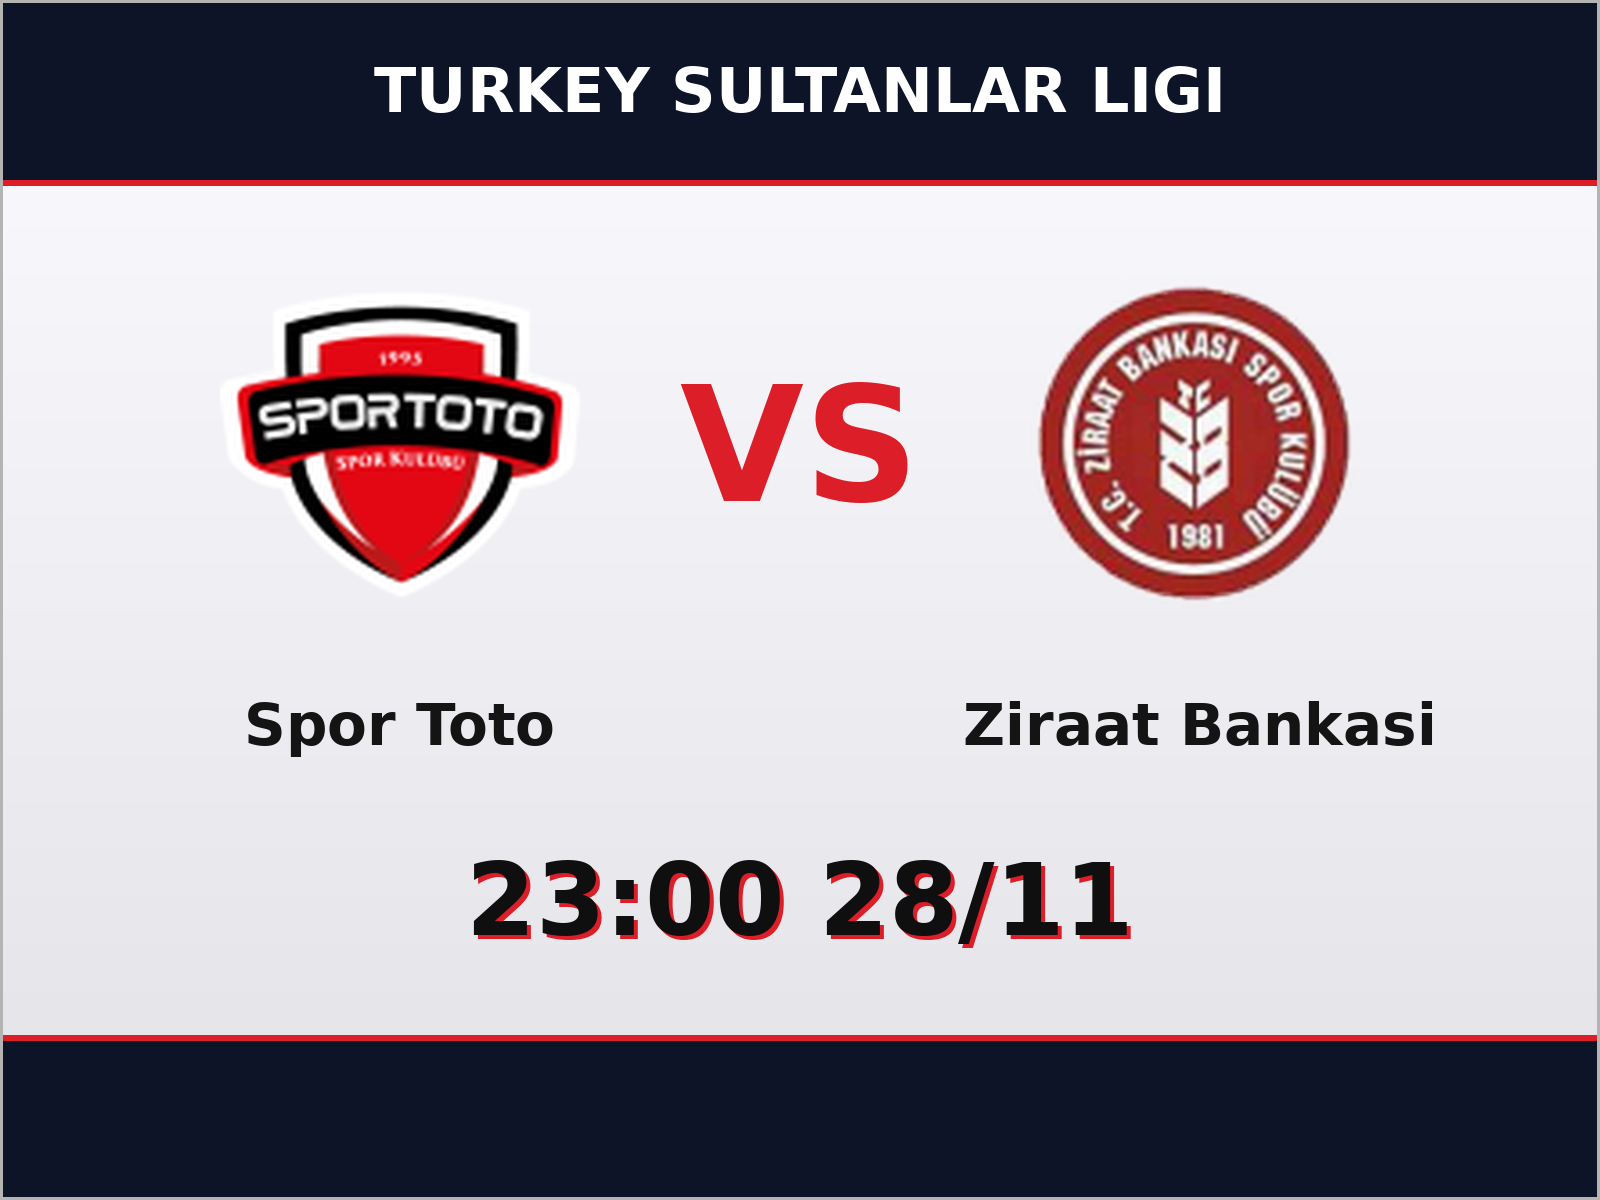 TURKEY SULTANLAR LIGI
1995
SPORTOTO
SPOR KULÜBÜ
VS
T.C. ZİRAAT BANKASI SPOR KULÜBÜ
1981
Spor Toto
Ziraat Bankasi
23:00 28/11